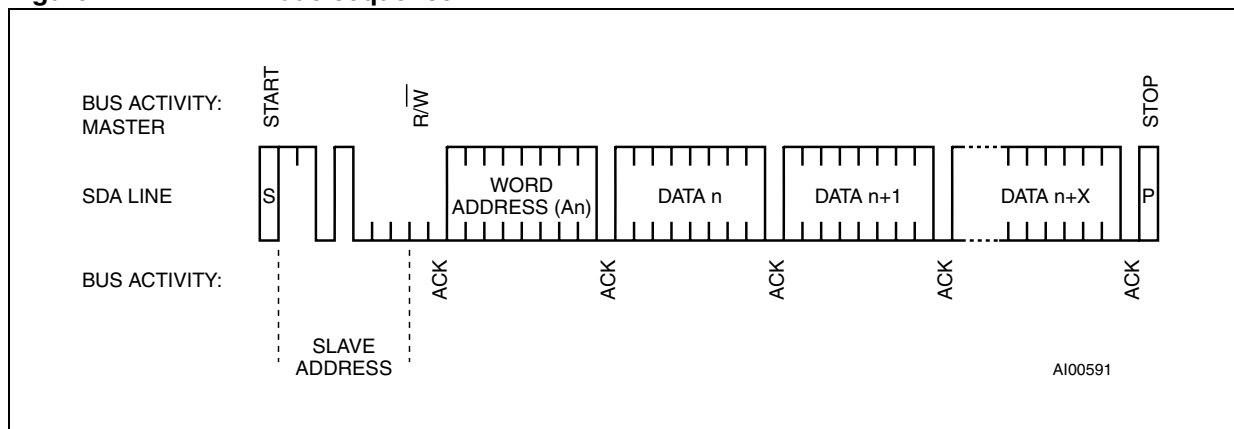 BUS ACTIVITY:
MASTER
START
R/W
STOP
SDA LINE
S
WORD
ADDRESS (An)
DATA n
DATA n+1
DATA n+X
P
BUS ACTIVITY:
ACK
ACK
ACK
ACK
ACK
SLAVE
ADDRESS
AI00591